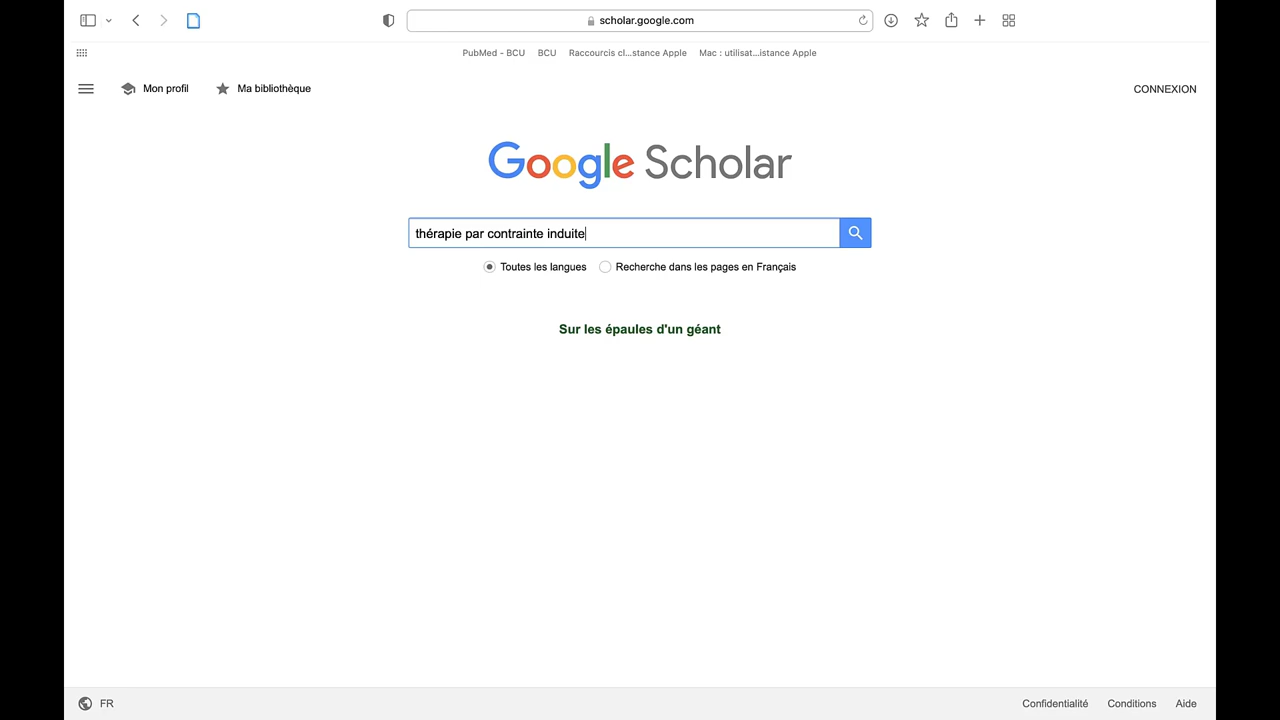 scholar.google.com
PubMed - BCU BCU Raccourcis cl...stance Apple Mac : utilisat...istance Apple
Mon profil Ma bibliothèque CONNEXION
Google Scholar
thérapie par contrainte induite
Toutes les langues Recherche dans les pages en Français
Sur les épaules d'un géant
FR Confidentialité Conditions Aide